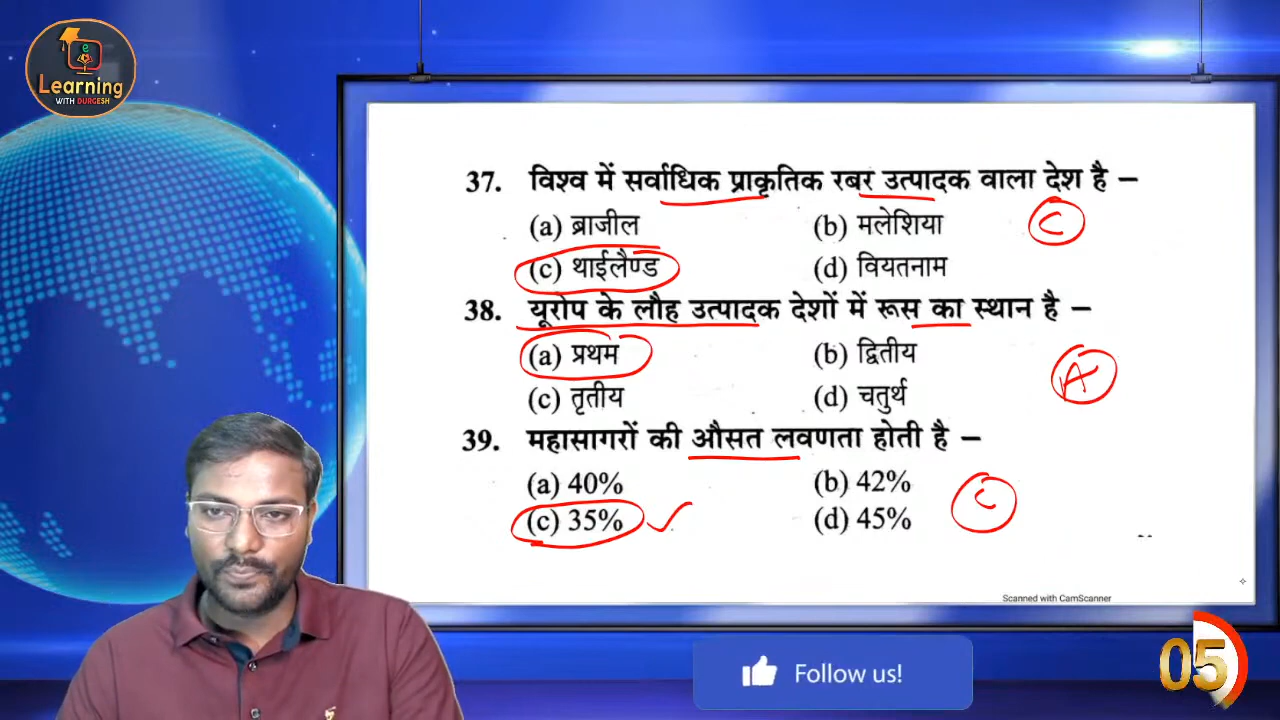 e
Learning
WITH DURGESH
37. विश्व में सर्वाधिक प्राकृतिक रबर उत्पादक वाला देश है –
(a) ब्राजील (b) मलेशिया C
(c) थाईलैण्ड (d) वियतनाम
38. यूरोप के लौह उत्पादक देशों में रूस का स्थान है –
(a) प्रथम (b) द्वितीय A
(c) तृतीय (d) चतुर्थ
39. महासागरों की औसत लवणता होती है –
(a) 40% (b) 42% C
(c) 35% (d) 45%
Scanned with CamScanner
Follow us!
05